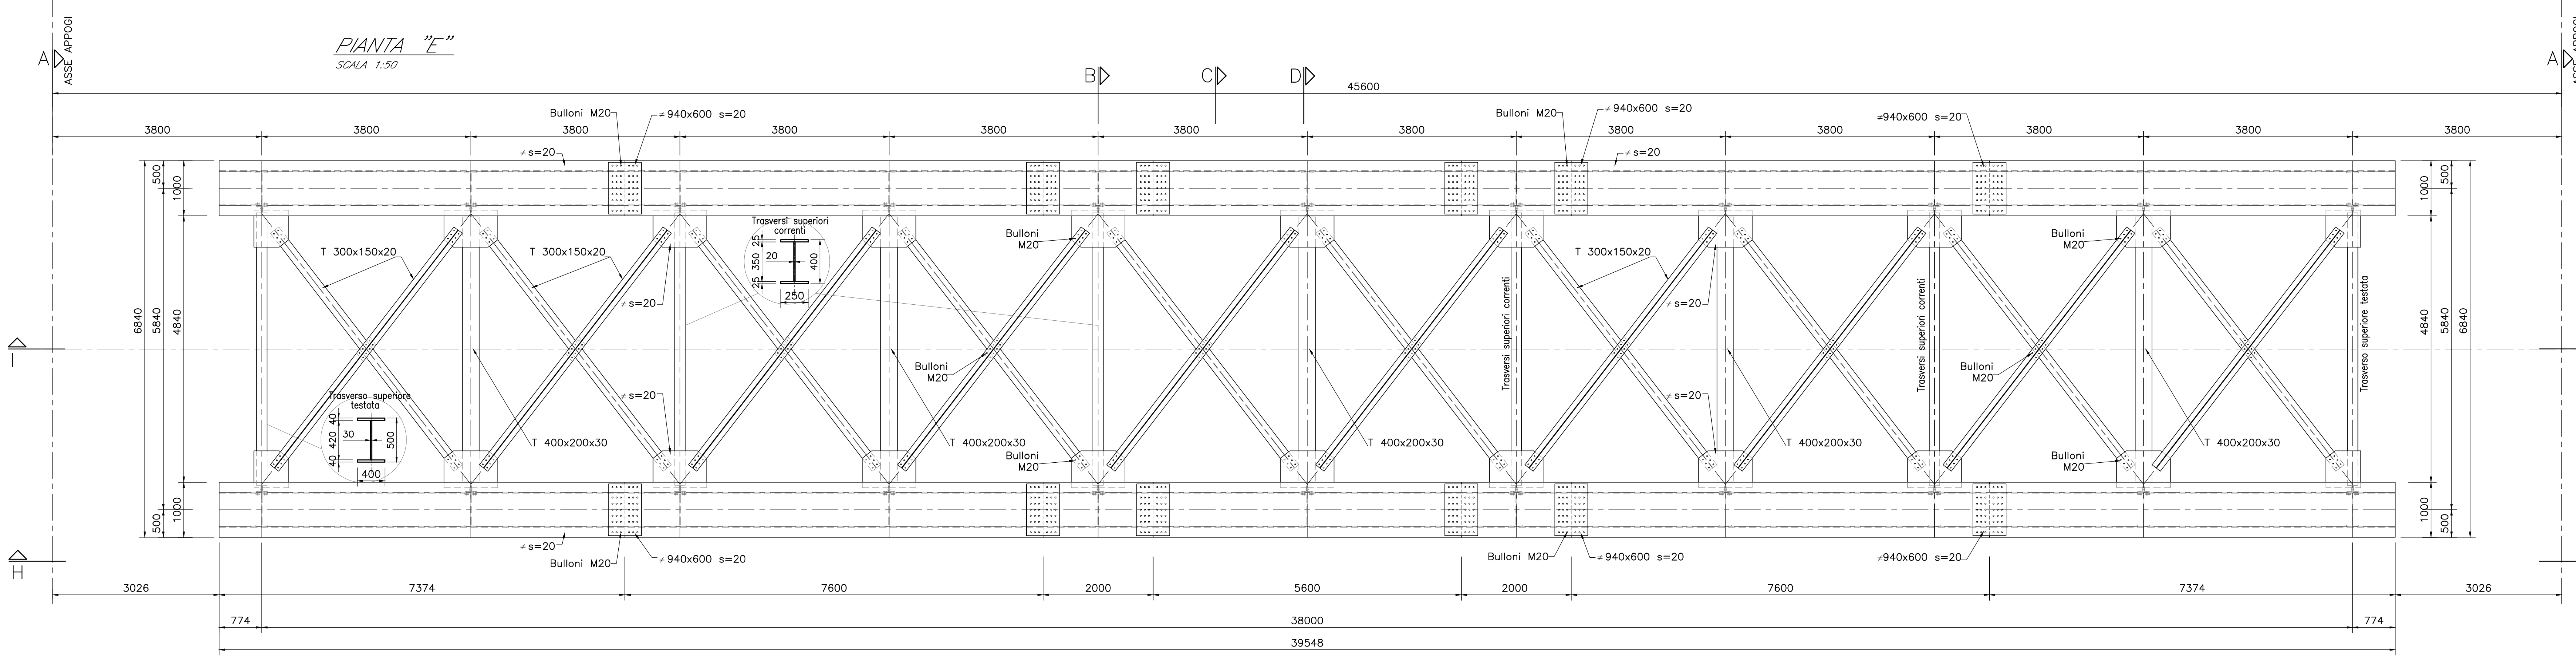 A
ASSE APPOGI
PIANTA "E"
SCALA 1:50
B
C
D
A
45600
3800
3800
3800
3800
3800
3800
3800
3800
3800
3800
3800
3800
Bulloni M20
≠940x600 s=20
Bulloni M20
≠940x600 s=20
≠940x600 s=20
≠s=20
≠s=20
500
1000
6840
5840
4840
500
1000
1000
500
4840
5840
6840
1000
500
Trasversi superiori
correnti
25
350
25
20
400
250
Bulloni
M20
Bulloni
M20
T 300x150x20
T 300x150x20
T 300x150x20
≠s=20
≠s=20
Trasversi superiori correnti
Trasversi superiori correnti
Trasverso superiore testata
I
Bulloni
M20
Bulloni
M20
Trasverso superiore
testata
40
420
40
30
500
400
≠s=20
≠s=20
T 400x200x30
T 400x200x30
T 400x200x30
T 400x200x30
T 400x200x30
Bulloni
M20
Bulloni
M20
≠s=20
Bulloni M20
≠940x600 s=20
Bulloni M20
≠940x600 s=20
≠940x600 s=20
H
3026
7374
7600
2000
5600
2000
7600
7374
3026
774
38000
774
39548